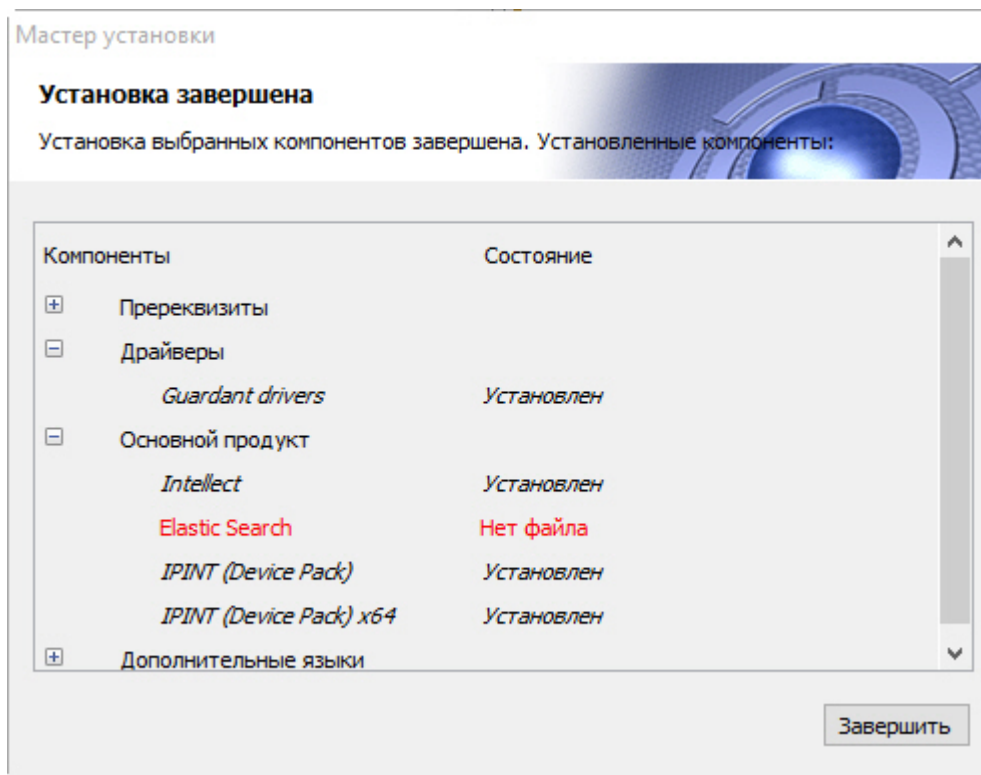 Мастер установки
Установка завершена
Установка выбранных компонентов завершена. Установленные компоненты:
Компоненты Состояние
Пререквизиты
Драйверы
Guardant drivers Установлен
Основной продукт
Intellect Установлен
Elastic Search Нет файла
IPINT (Device Pack) Установлен
IPINT (Device Pack) x64 Установлен
Дополнительные языки
Завершить